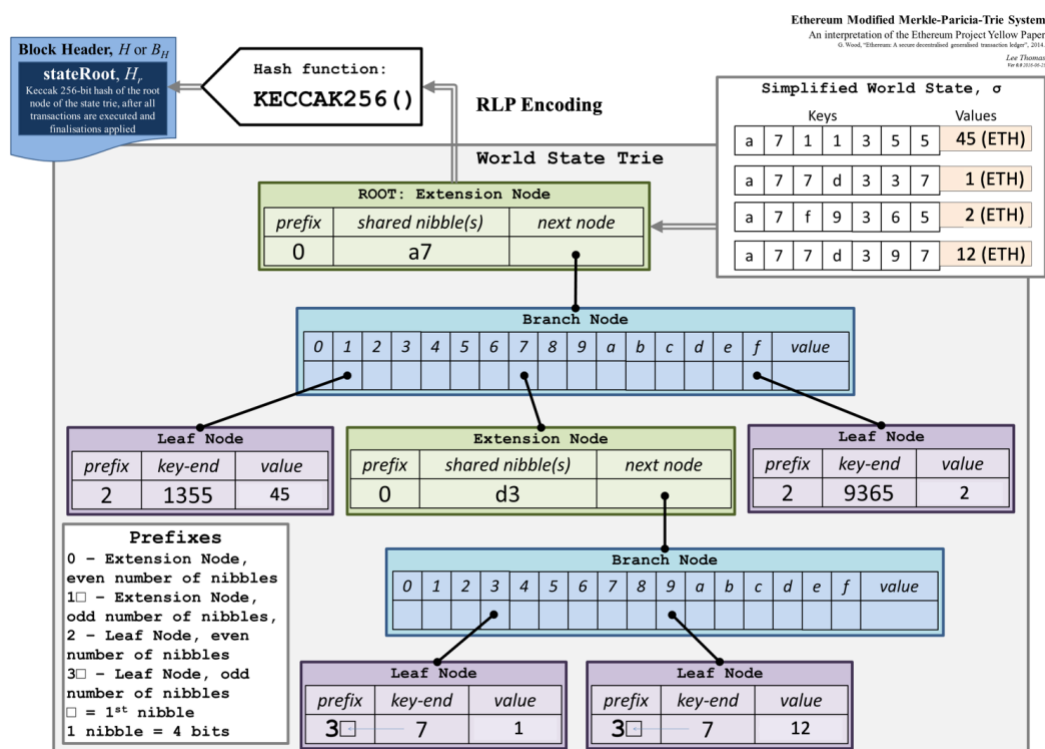 Ethereum Modified Merkle-Paricia-Trie System
An interpretation of the Ethereum Project Yellow Paper
G. Wood, "Ethereum: A secure decentralised generalised transaction ledger", 2014.
Lee Thomas
Block Header, H or B_H
stateRoot, H_r
Keccak 256-bit hash of the root
node of the state trie, after all
transactions are executed and
finalisations applied
Hash function:
KECCAK256()
RLP Encoding
Simplified World State, σ
Keys Values
a 7 1 1 3 5 5 45 (ETH)
a 7 7 d 3 3 7 1 (ETH)
a 7 f 9 3 6 5 2 (ETH)
a 7 7 d 3 9 7 12 (ETH)
World State Trie
ROOT: Extension Node
prefix shared nibble(s) next node
0 a7
Branch Node
0 1 2 3 4 5 6 7 8 9 a b c d e f value
Leaf Node
prefix key-end value
2 1355 45
Extension Node
prefix shared nibble(s) next node
0 d3
Leaf Node
prefix key-end value
2 9365 2
Prefixes
0 - Extension Node,
even number of nibbles
1□ - Extension Node,
odd number of nibbles,
2 - Leaf Node, even
number of nibbles
3□ - Leaf Node, odd
number of nibbles
□ = 1st nibble
1 nibble = 4 bits
Branch Node
0 1 2 3 4 5 6 7 8 9 a b c d e f value
Leaf Node
prefix key-end value
3□ 7 1
Leaf Node
prefix key-end value
3□ 7 12